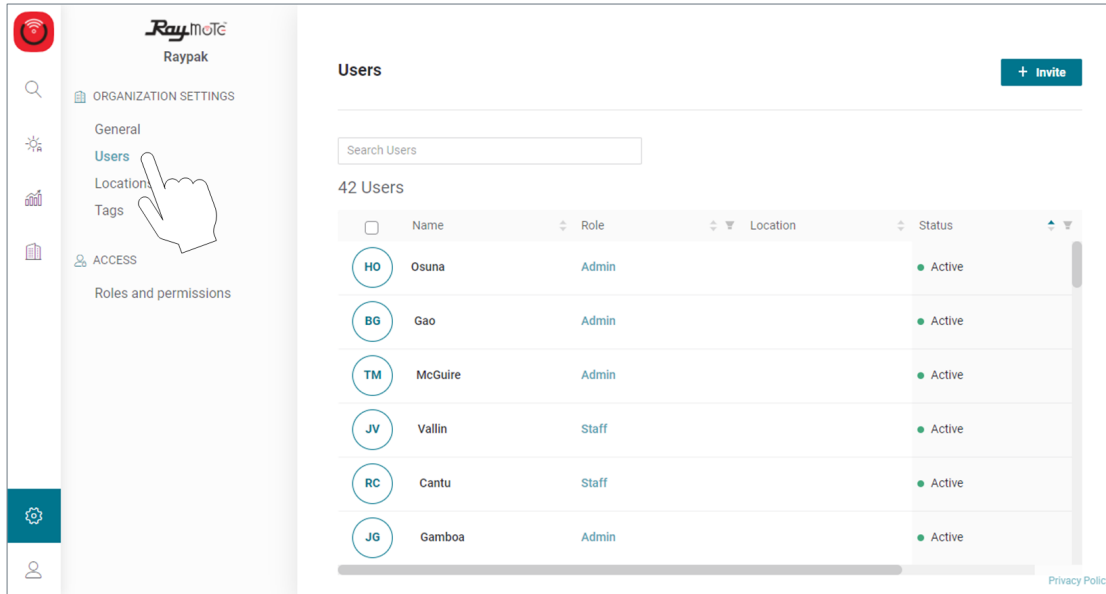 RaymoTe
Raypak
ORGANIZATION SETTINGS
General
Users
Locations
Tags
ACCESS
Roles and permissions
Users
+ Invite
Search Users
42 Users
Name Role Location Status
HO Osuna Admin Active
BG Gao Admin Active
TM McGuire Admin Active
JV Vallin Staff Active
RC Cantu Staff Active
JG Gamboa Admin Active
Privacy Polic